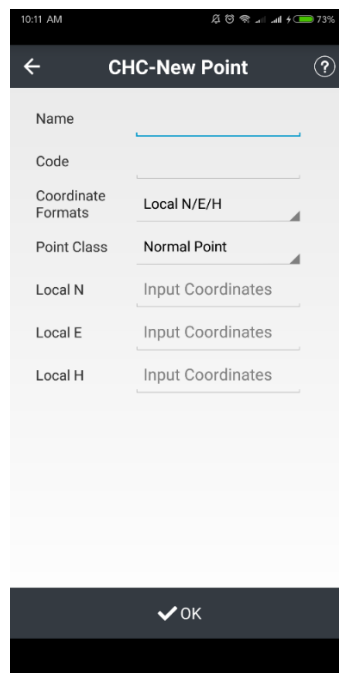 10:11 AM 73%
CHC-New Point ?
Name
Code
Coordinate
Formats Local N/E/H
Point Class Normal Point
Local N Input Coordinates
Local E Input Coordinates
Local H Input Coordinates
OK